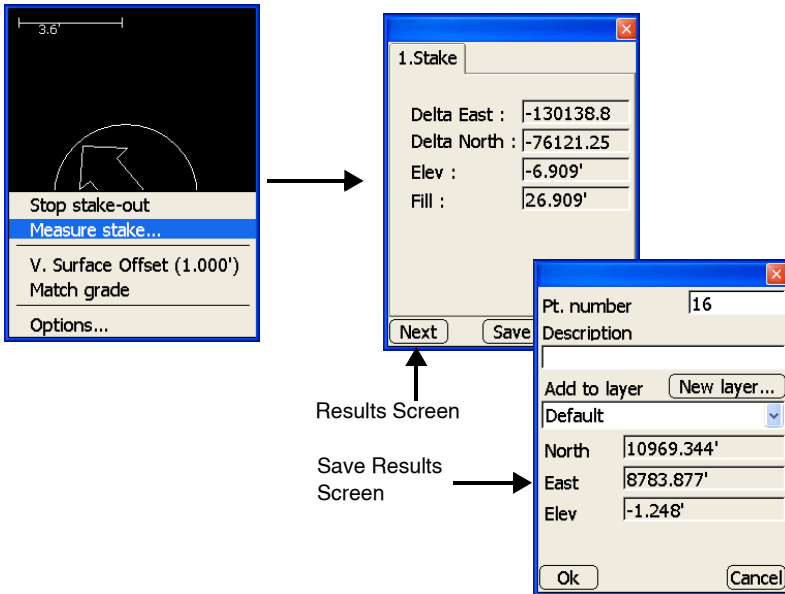 3.6'
Stop stake-out
Measure stake...
V. Surface Offset (1.000')
Match grade
Options...
1.Stake
Delta East : -130138.8
Delta North : -76121.25
Elev : -6.909'
Fill : 26.909'
Next Save
Results Screen
Save Results
Screen
Pt. number 16
Description
Add to layer New layer...
Default
North 10969.344'
East 8783.877'
Elev -1.248'
Ok Cancel